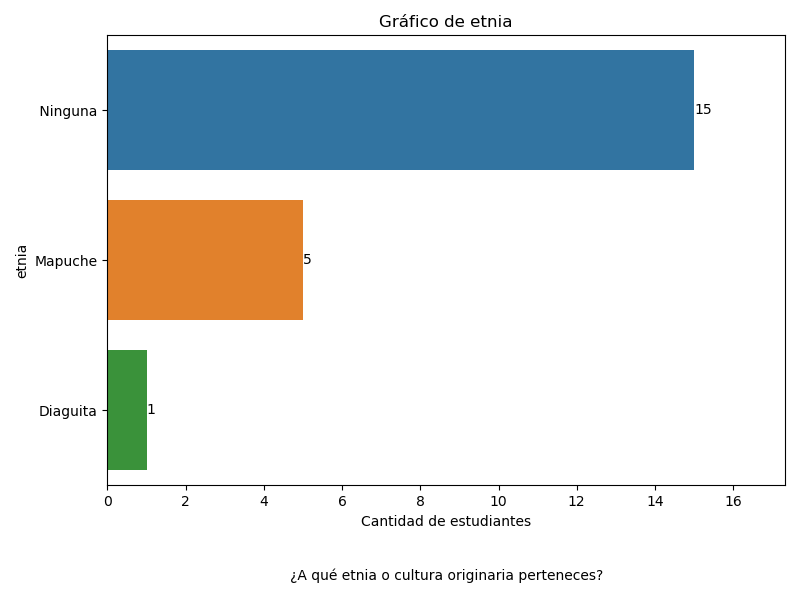 Gráfico de etnia
Ninguna
15
Mapuche
5
Diaguita
1
etnia
0 2 4 6 8 10 12 14 16
Cantidad de estudiantes
¿A qué etnia o cultura originaria perteneces?